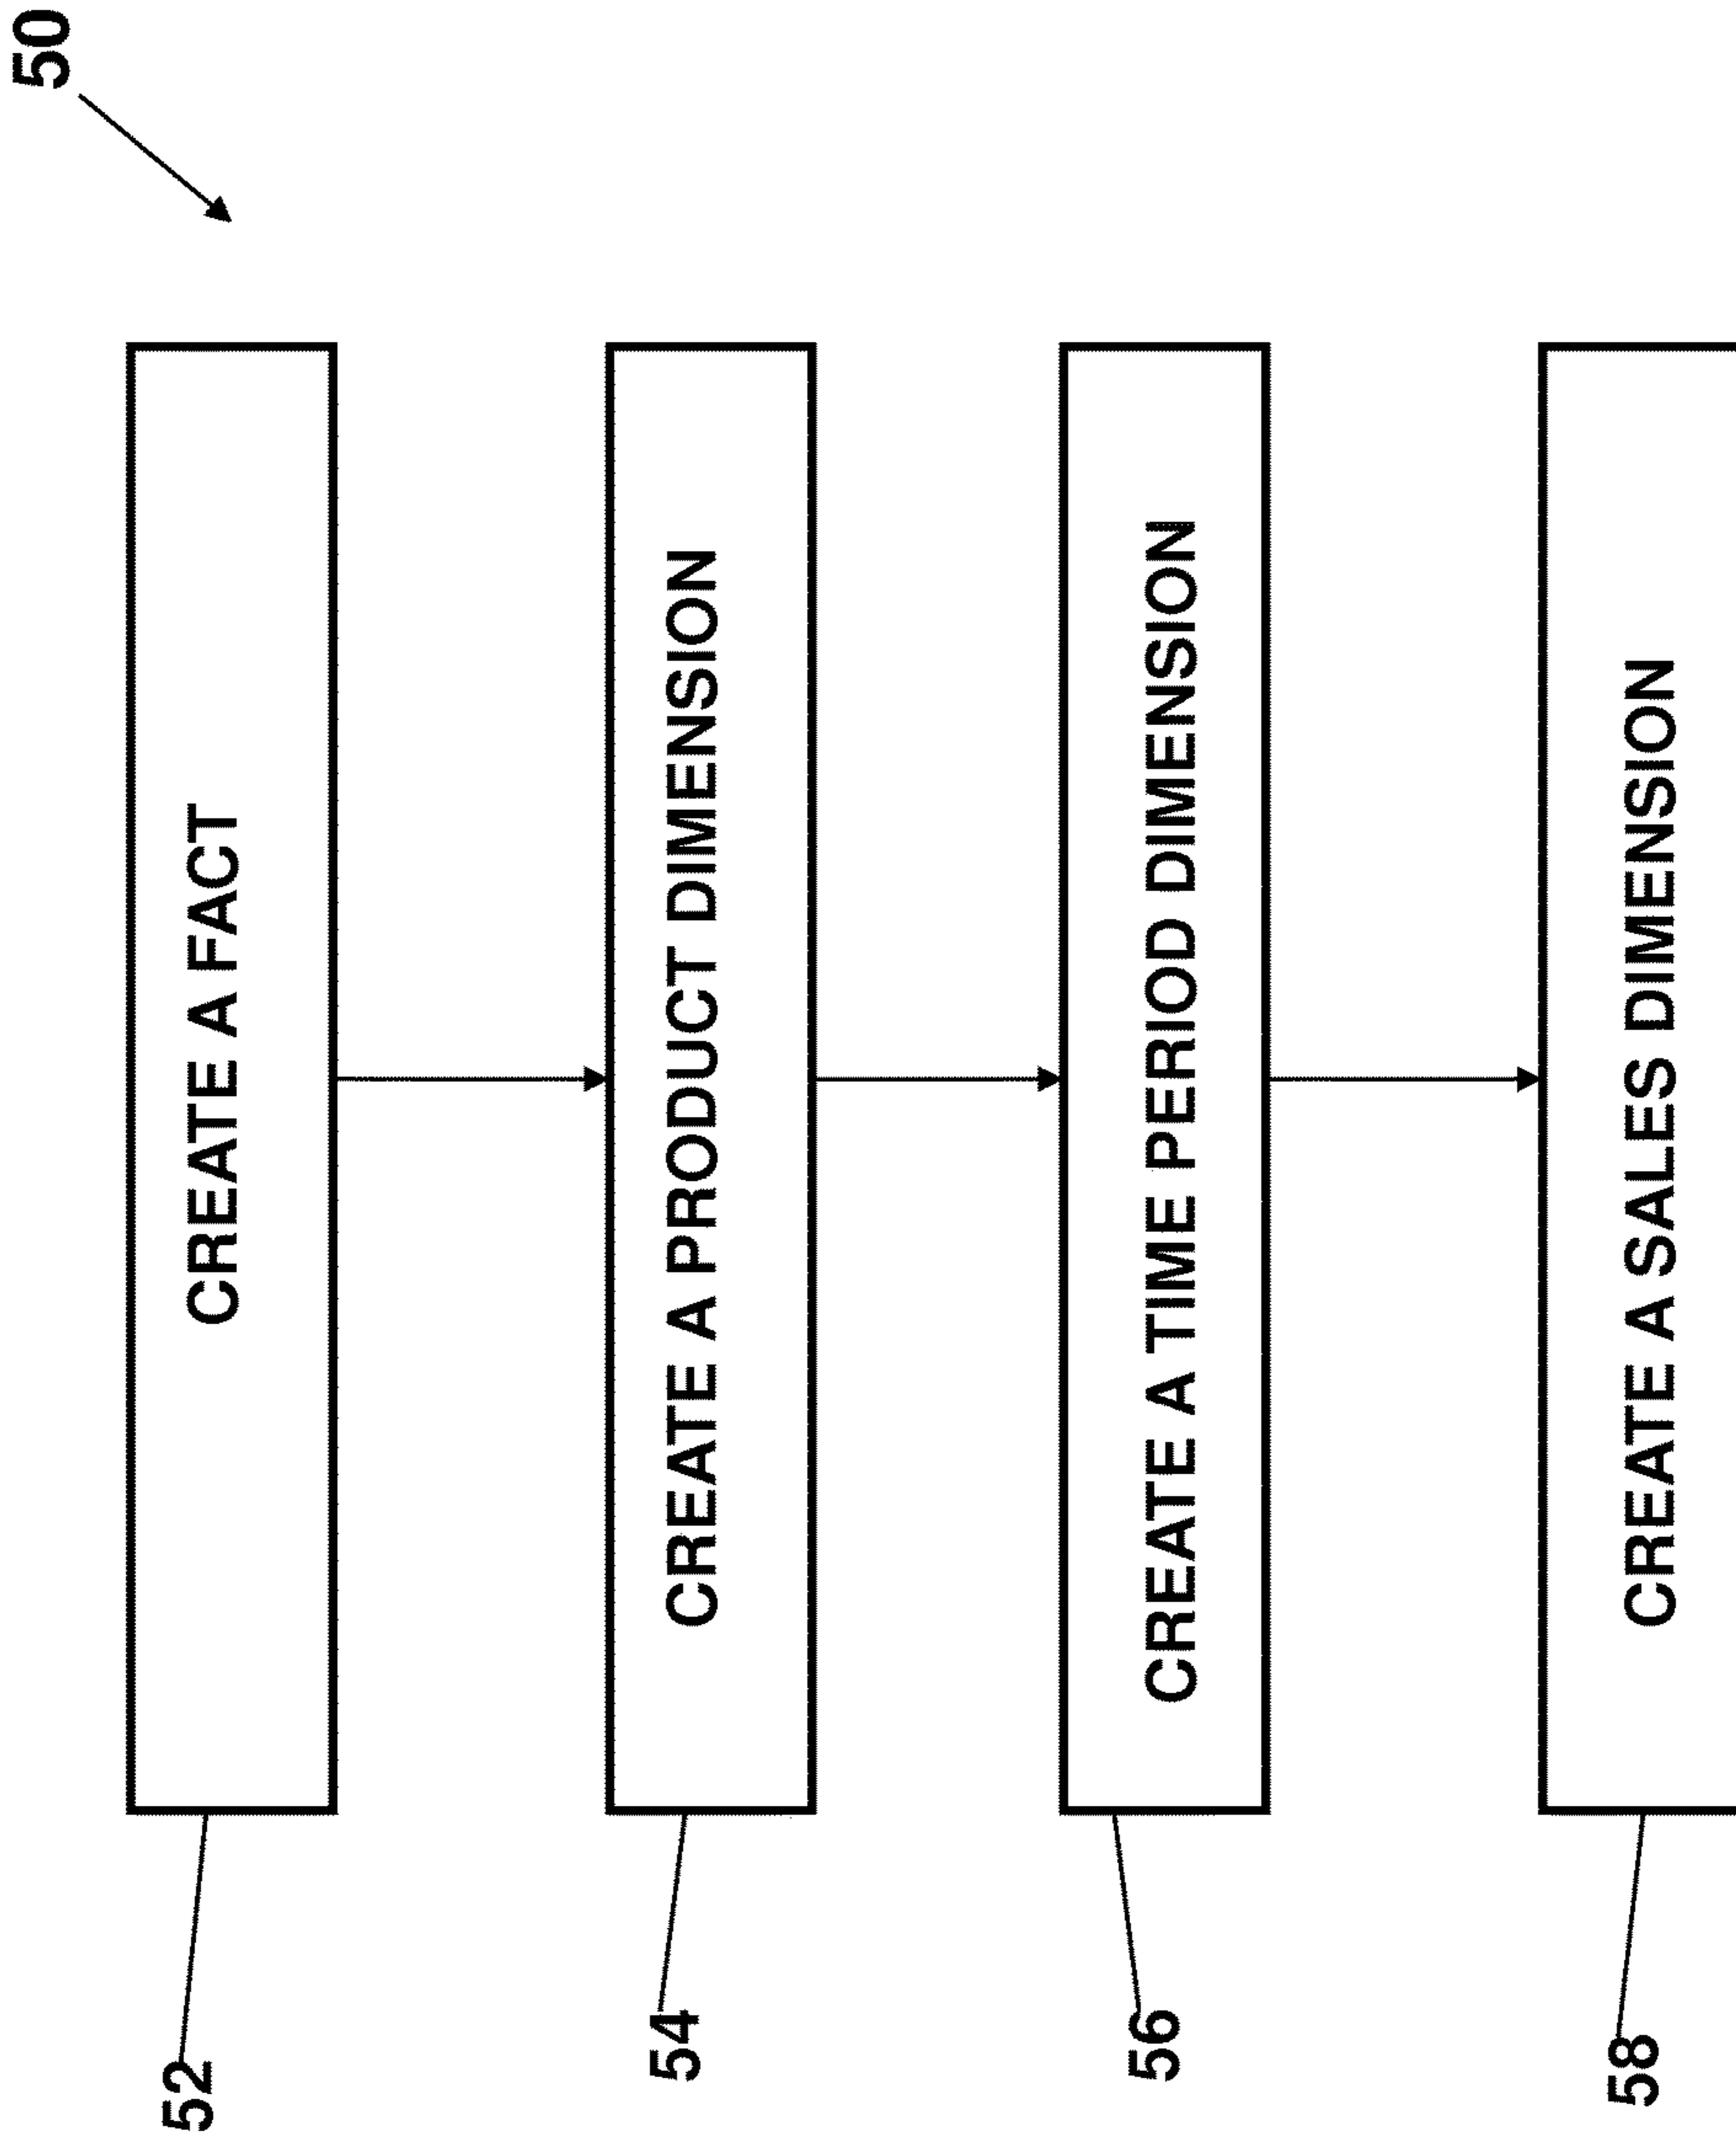 50
CREATE A FACT
52
CREATE A PRODUCT DIMENSION
54
CREATE A TIME PERIOD DIMENSION
56
CREATE A SALES DIMENSION
58